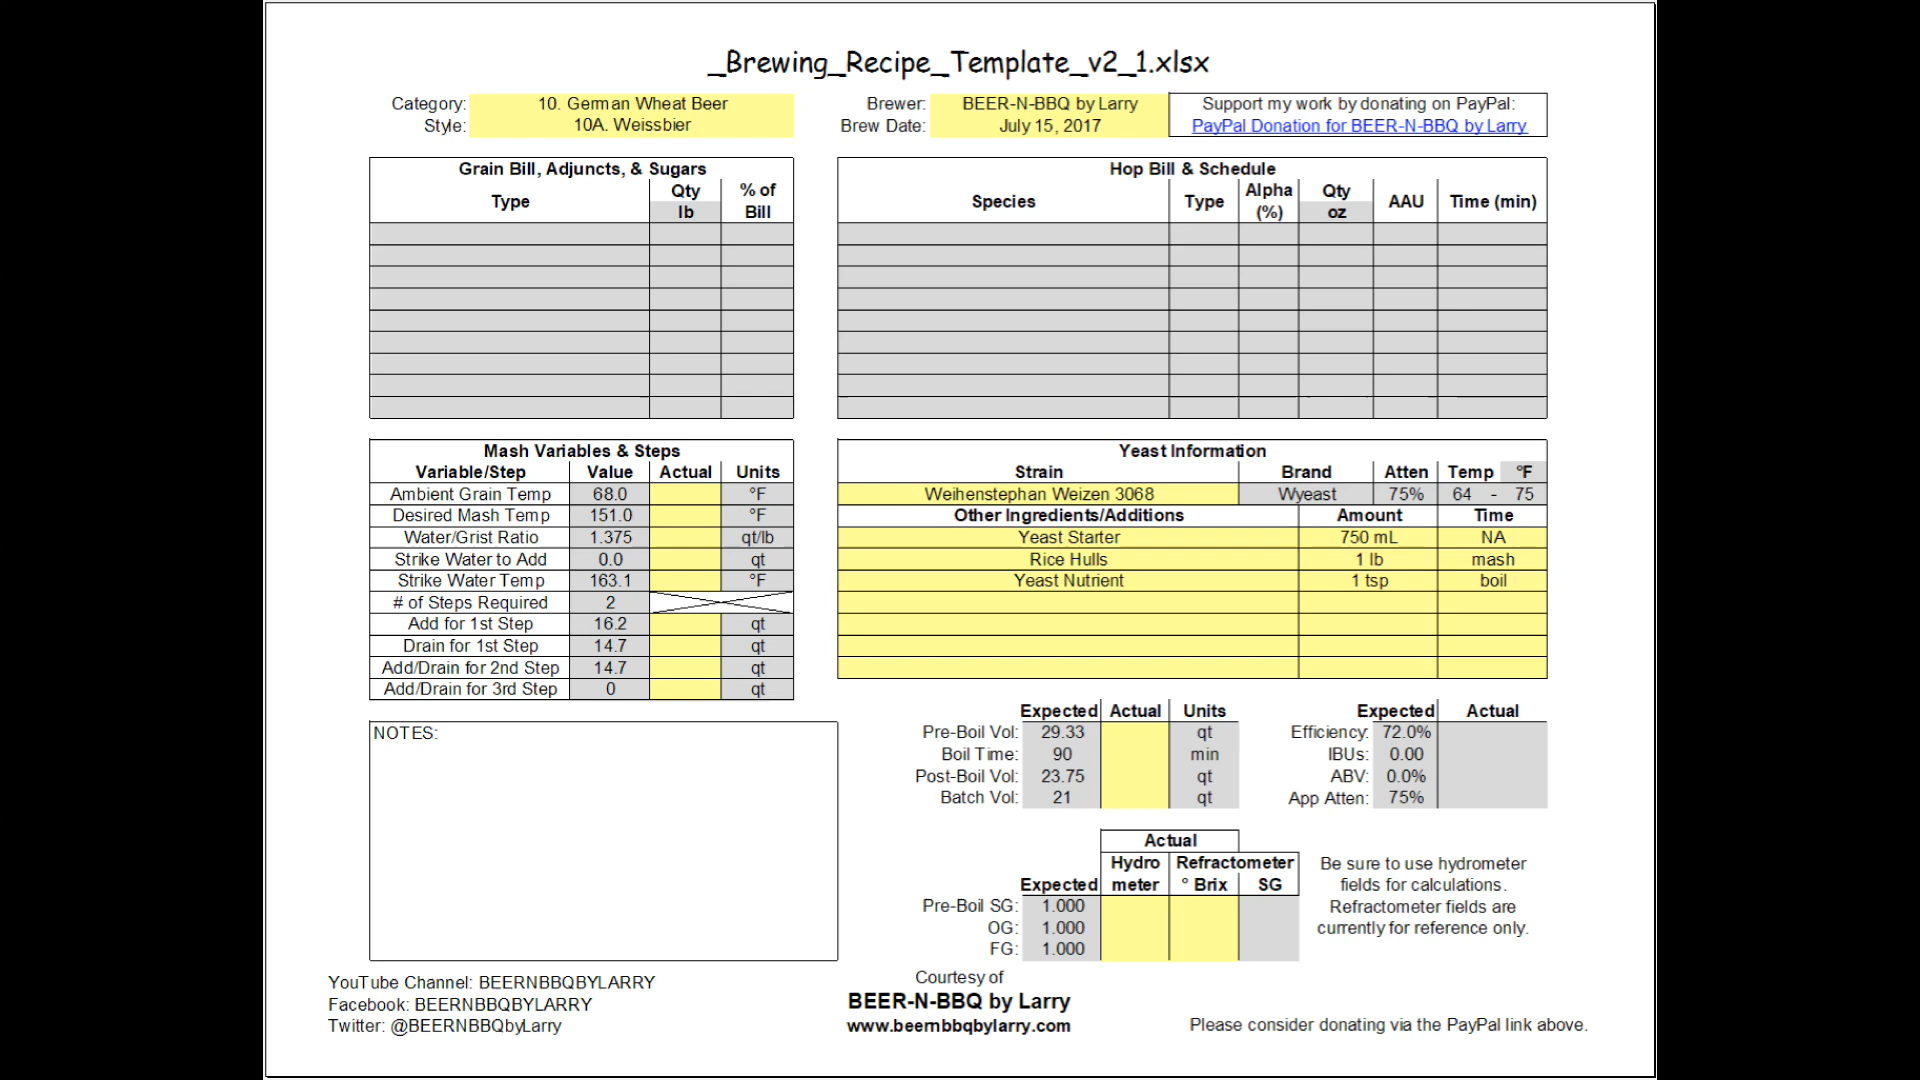 _Brewing_Recipe_Template_v2_1.xlsx
Category: 10. German Wheat Beer
Style: 10A. Weissbier
Brewer: BEER-N-BBQ by Larry
Brew Date: July 15, 2017
Support my work by donating on PayPal:
PayPal Donation for BEER-N-BBQ by Larry
Grain Bill, Adjuncts, & Sugars
Type Qty lb % of Bill
Hop Bill & Schedule
Species Type Alpha (%) Qty oz AAU Time (min)
Mash Variables & Steps
Variable/Step Value Actual Units
Ambient Grain Temp 68.0 °F
Desired Mash Temp 151.0 °F
Water/Grist Ratio 1.375 qt/lb
Strike Water to Add 0.0 qt
Strike Water Temp 163.1 °F
# of Steps Required 2
Add for 1st Step 16.2 qt
Drain for 1st Step 14.7 qt
Add/Drain for 2nd Step 14.7 qt
Add/Drain for 3rd Step 0 qt
Yeast Information
Strain Brand Atten Temp °F
Weihenstephan Weizen 3068 Wyeast 75% 64 - 75
Other Ingredients/Additions Amount Time
Yeast Starter 750 mL NA
Rice Hulls 1 lb mash
Yeast Nutrient 1 tsp boil
NOTES:
Expected Actual Units
Pre-Boil Vol: 29.33 qt
Boil Time: 90 min
Post-Boil Vol: 23.75 qt
Batch Vol: 21 qt
Expected Actual
Efficiency: 72.0%
IBUs: 0.00
ABV: 0.0%
App Atten: 75%
Actual
Hydro Refractometer
Expected meter ° Brix SG
Pre-Boil SG: 1.000
OG: 1.000
FG: 1.000
Be sure to use hydrometer
fields for calculations.
Refractometer fields are
currently for reference only.
YouTube Channel: BEERNBBQBYLARRY
Facebook: BEERNBBQBYLARRY
Twitter: @BEERNBBQbyLarry
Courtesy of
BEER-N-BBQ by Larry
www.beernbbqbylarry.com
Please consider donating via the PayPal link above.